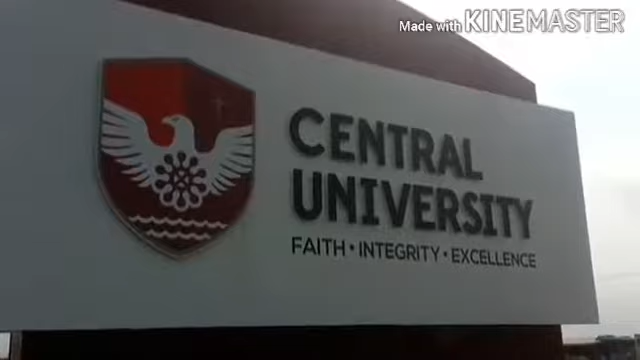 Made with KINEMASTER
CENTRAL
UNIVERSITY
FAITH • INTEGRITY • EXCELLENCE